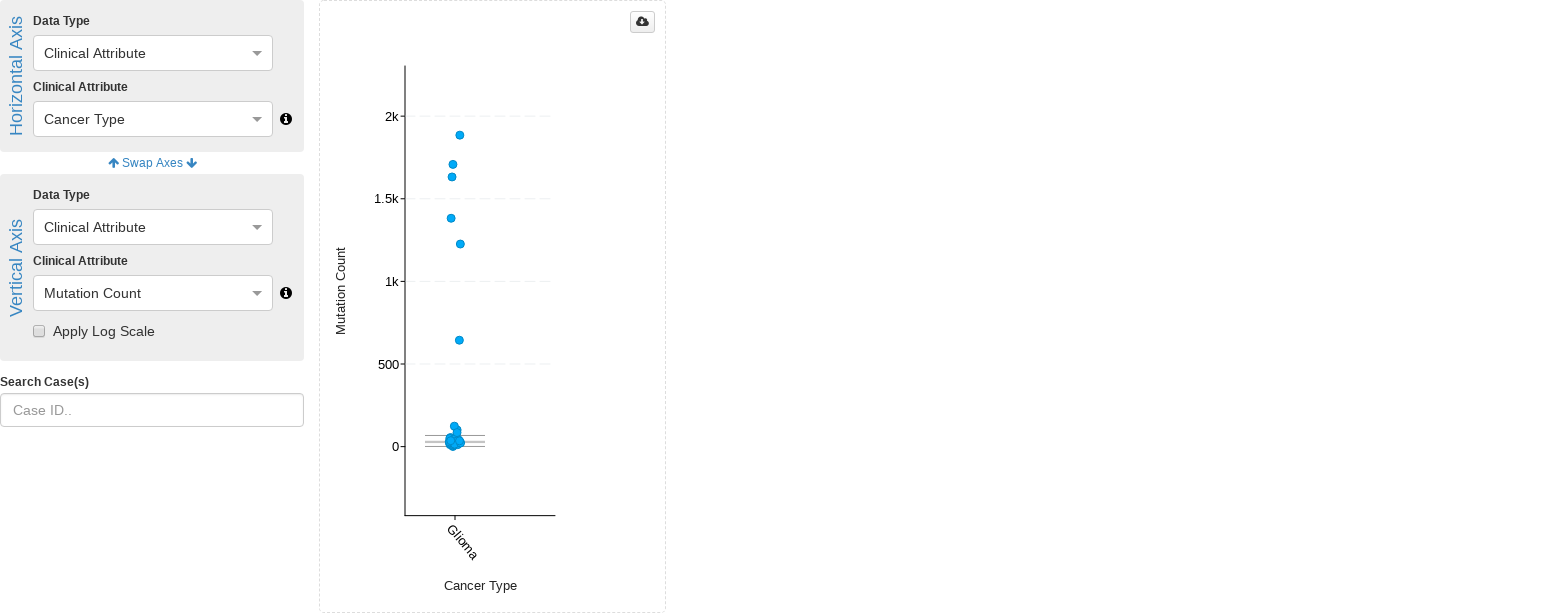 Horizontal Axis
Data Type
Clinical Attribute
Clinical Attribute
Cancer Type
Swap Axes
Vertical Axis
Data Type
Clinical Attribute
Clinical Attribute
Mutation Count
Apply Log Scale
Search Case(s)
Case ID..
Mutation Count
2k
1.5k
1k
500
0
Glioma
Cancer Type